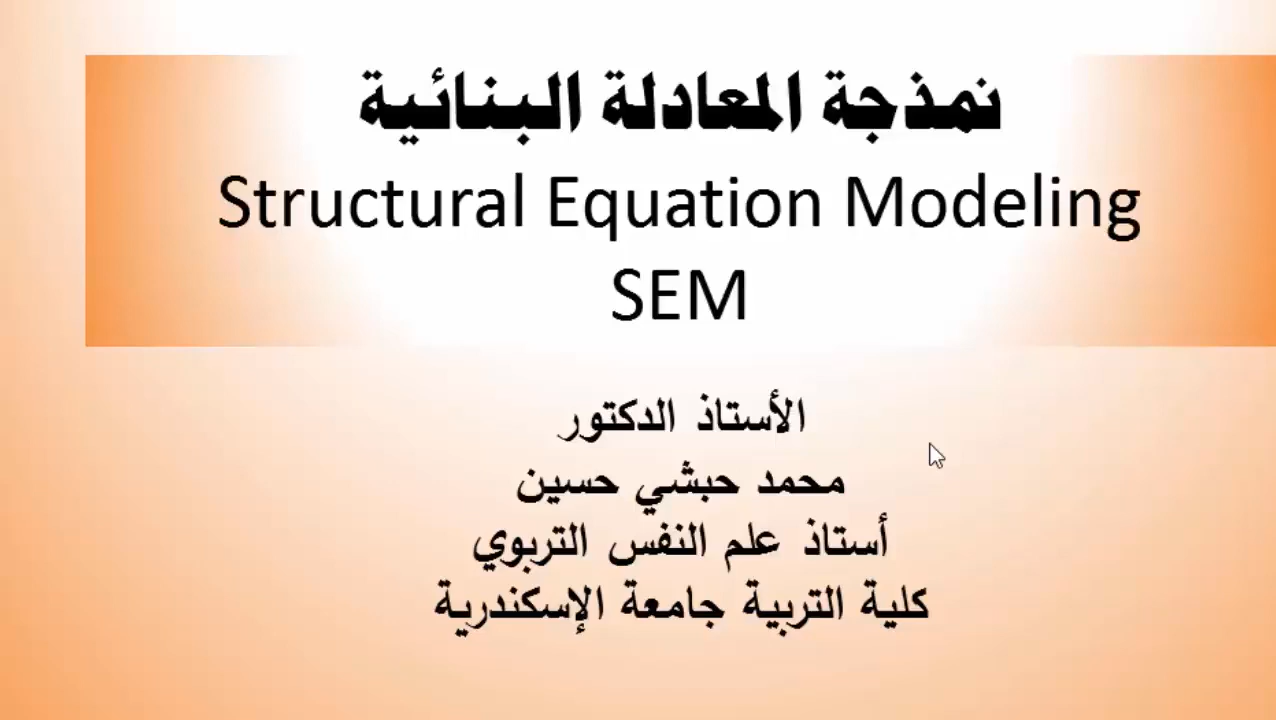 نمذجة المعادلة البنائية
Structural Equation Modeling
SEM
الأستاذ الدكتور
محمد حبشي حسين
أستاذ علم النفس التربوي
كلية التربية جامعة الإسكندرية